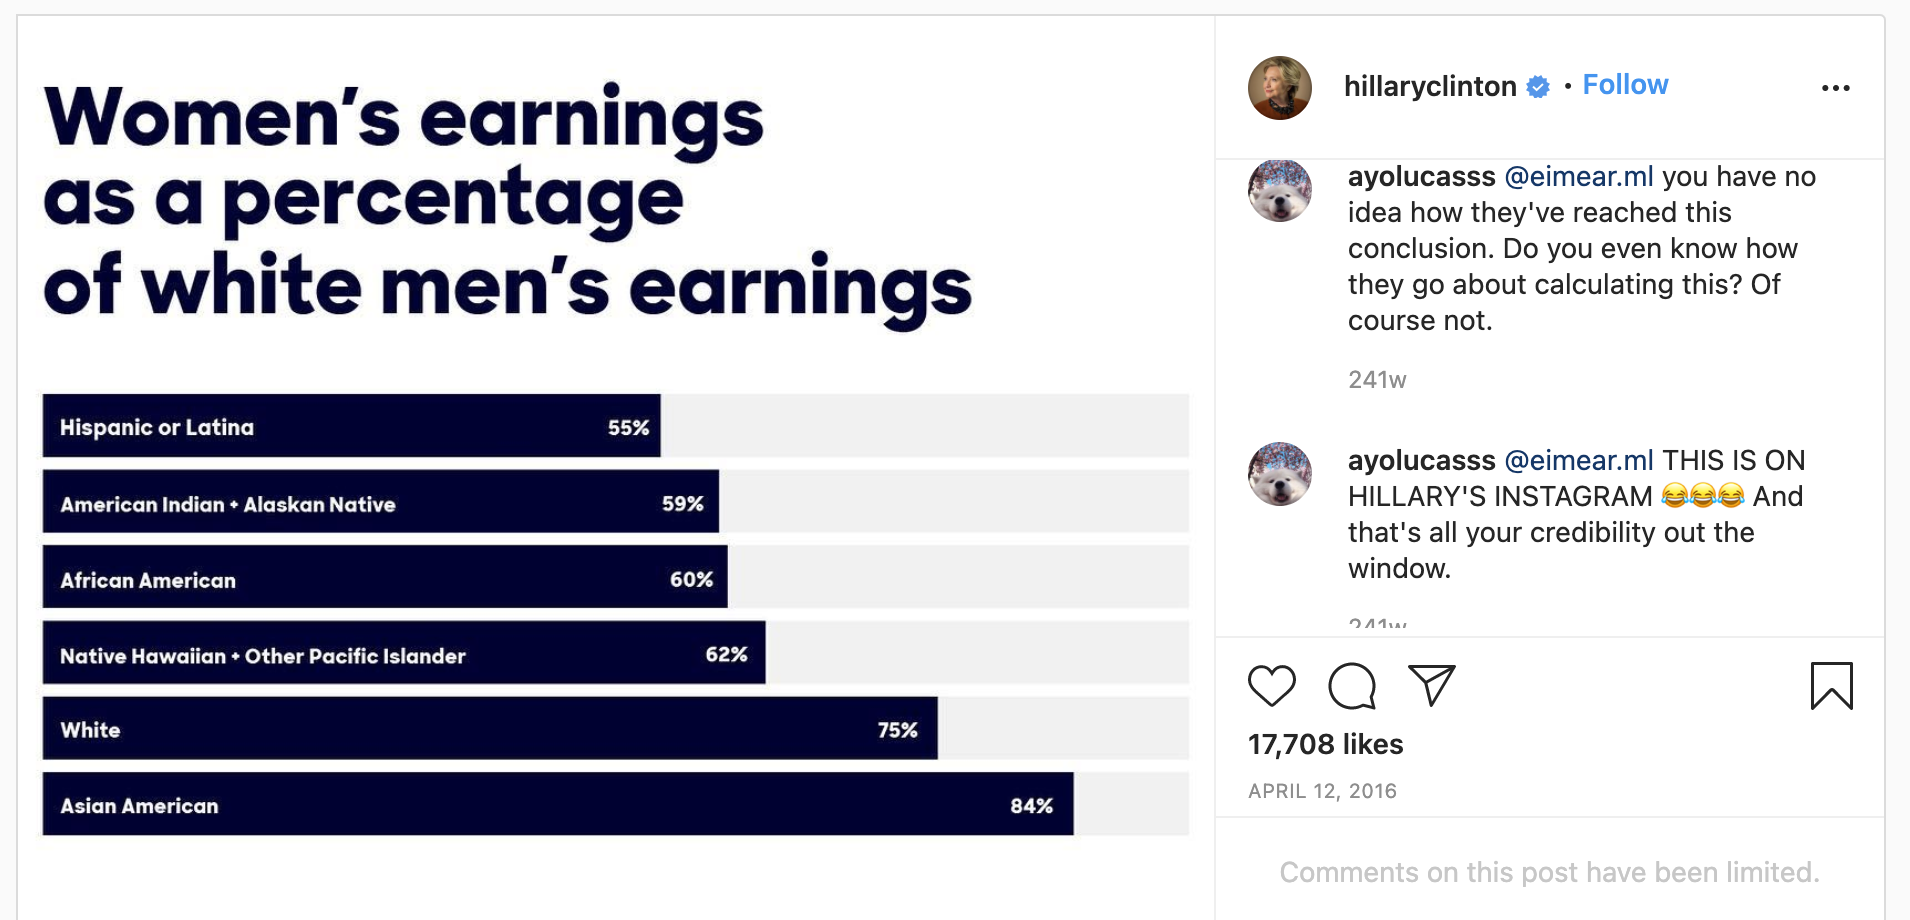 Women's earnings
as a percentage
of white men's earnings
Hispanic or Latina 55%
American Indian + Alaskan Native 59%
African American 60%
Native Hawaiian + Other Pacific Islander 62%
White 75%
Asian American 84%
hillaryclinton • Follow
ayolucasss @eimear.ml you have no
idea how they've reached this
conclusion. Do you even know how
they go about calculating this? Of
course not.
241w
ayolucasss @eimear.ml THIS IS ON
HILLARY'S INSTAGRAM 😂😂😂 And
that's all your credibility out the
window.
241w
17,708 likes
APRIL 12, 2016
Comments on this post have been limited.